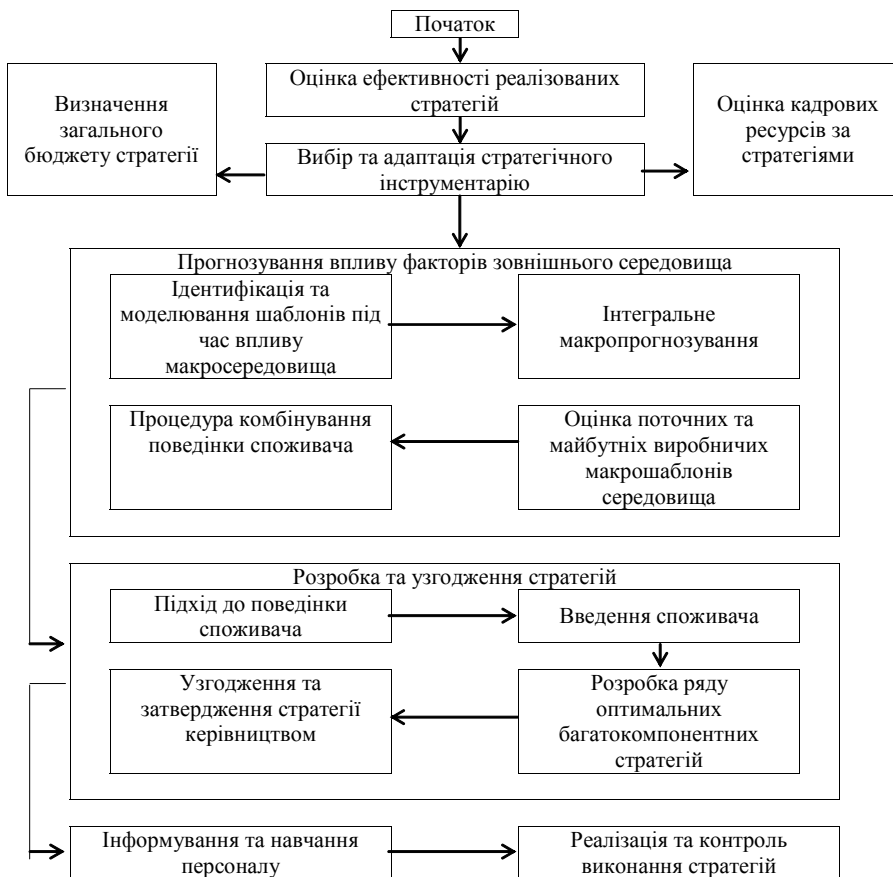 Початок
Оцінка ефективності реалізованих
стратегій
Визначення
загального
бюджету стратегії
Вибір та адаптація стратегічного
інструментарію
Оцінка кадрових
ресурсів за
стратегіями
Прогнозування впливу факторів зовнішнього середовища
Ідентифікація та
моделювання шаблонів під
час впливу
макросередовища
Інтегральне
макропрогнозування
Процедура комбінування
поведінки споживача
Оцінка поточних та
майбутніх виробничих
макрошаблонів
середовища
Розробка та узгодження стратегій
Підхід до поведінки
споживача
Введення споживача
Узгодження та
затвердження стратегії
керівництвом
Розробка ряду
оптимальних
багатокомпонентних
стратегій
Інформування та навчання
персоналу
Реалізація та контроль
виконання стратегій